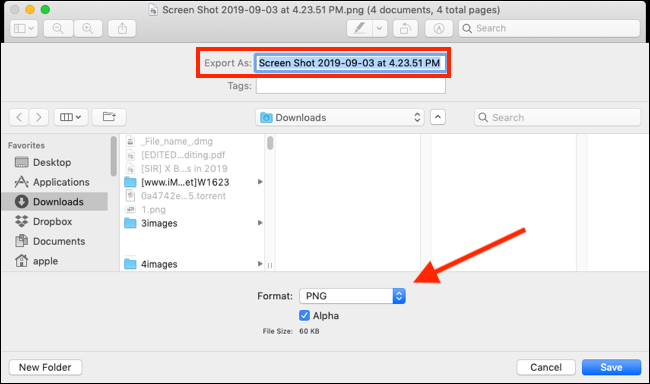 Screen Shot 2019-09-03 at 4.23.51 PM.png (4 documents, 4 total pages)
Search
Export As: Screen Shot 2019-09-03 at 4.23.51 PM
Tags:
Downloads
Search
Favorites
Desktop
Applications
Downloads
Dropbox
Documents
apple
_File_name_.dmg
[EDITED...diting.pdf
[SIR] X B...s in 2019
[www.iM...et]W1623
0a4742e...5.torrent
1.png
3images
4images
Format: PNG
Alpha
File Size: 60 KB
New Folder
Cancel
Save